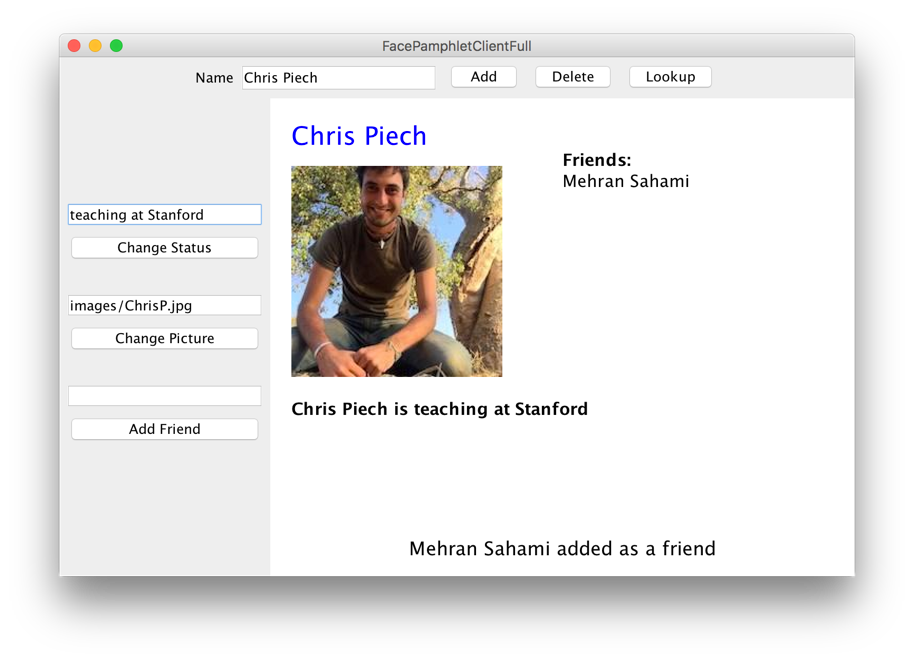 FacePamphletClientFull
Name Chris Piech Add Delete Lookup
teaching at Stanford
Change Status
images/ChrisP.jpg
Change Picture
Add Friend
Chris Piech
Friends:
Mehran Sahami
Chris Piech is teaching at Stanford
Mehran Sahami added as a friend